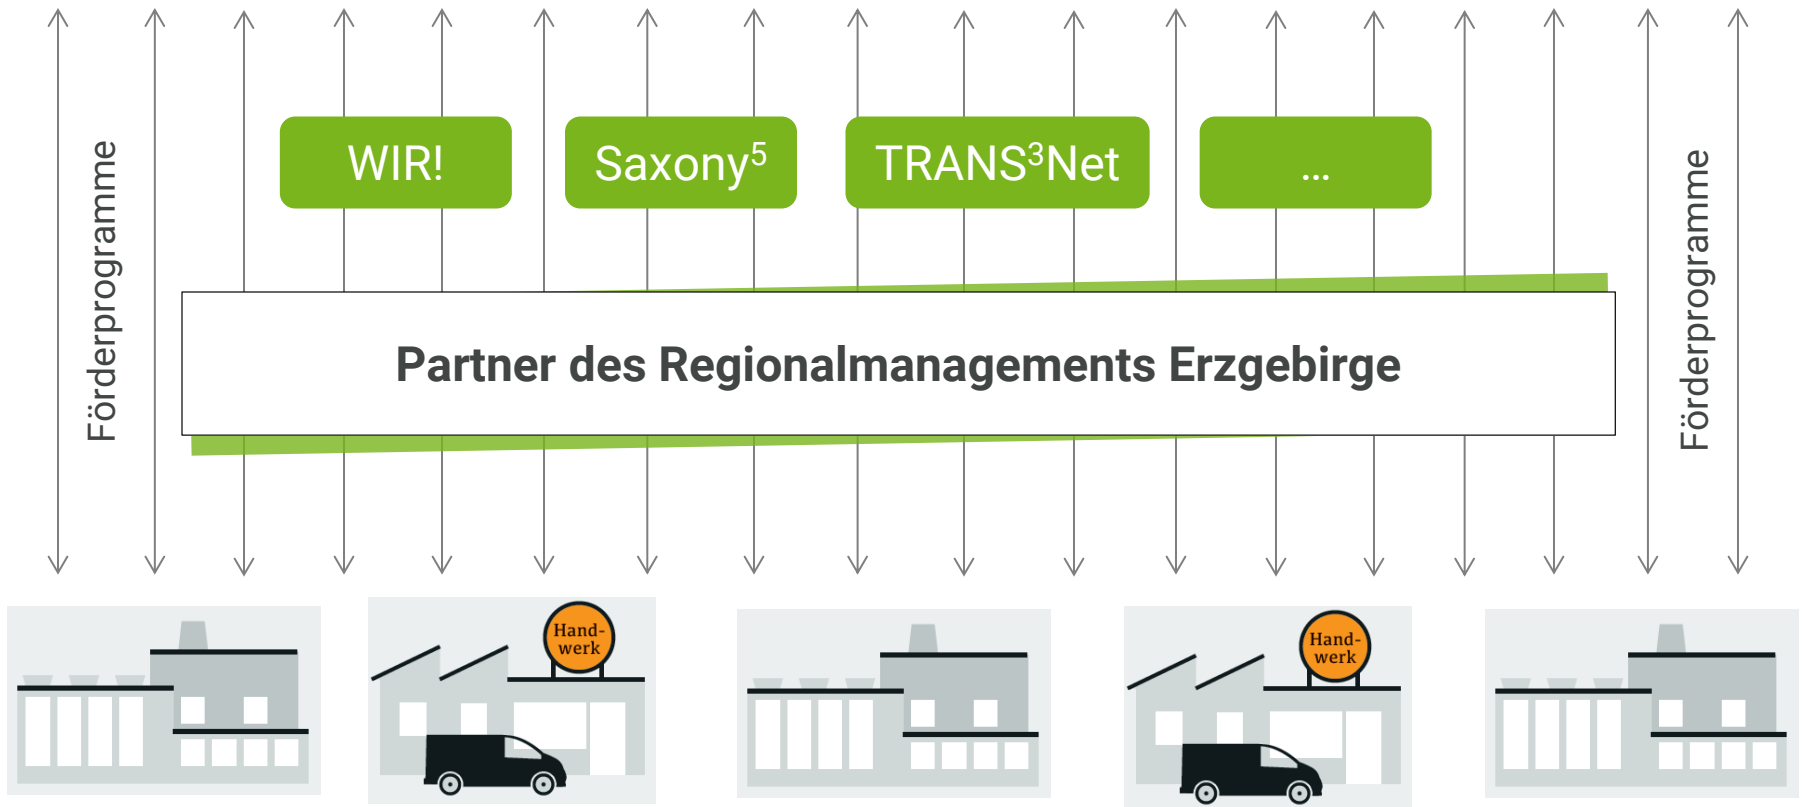 WIR!
Saxony⁵
TRANS³Net
...
Förderprogramme
Partner des Regionalmanagements Erzgebirge
Förderprogramme
Hand-
werk
Hand-
werk